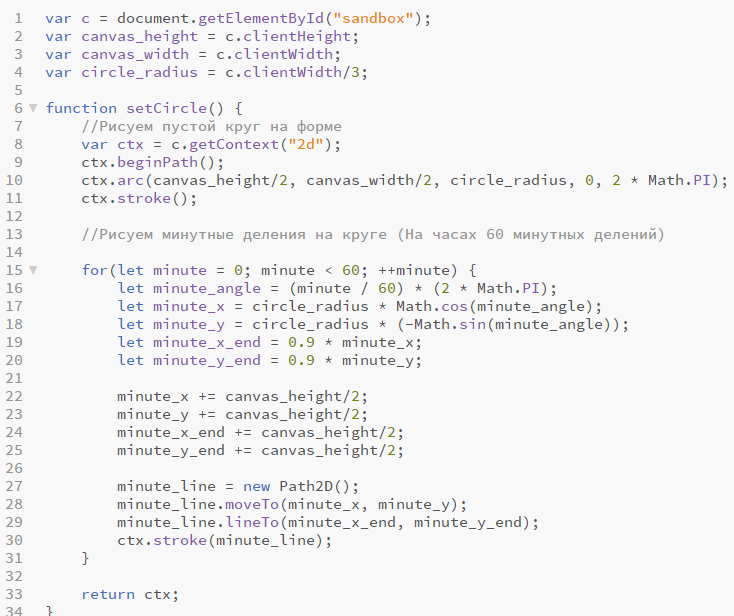 1 var c = document.getElementById("sandbox");
2 var canvas_height = c.clientHeight;
3 var canvas_width = c.clientWidth;
4 var circle_radius = c.clientWidth/3;
5
6 function setCircle() {
7 //Рисуем пустой круг на форме
8 var ctx = c.getContext("2d");
9 ctx.beginPath();
10 ctx.arc(canvas_height/2, canvas_width/2, circle_radius, 0, 2 * Math.PI);
11 ctx.stroke();
12
13 //Рисуем минутные деления на круге (На часах 60 минутных делений)
14
15 for(let minute = 0; minute < 60; ++minute) {
16 let minute_angle = (minute / 60) * (2 * Math.PI);
17 let minute_x = circle_radius * Math.cos(minute_angle);
18 let minute_y = circle_radius * (-Math.sin(minute_angle));
19 let minute_x_end = 0.9 * minute_x;
20 let minute_y_end = 0.9 * minute_y;
21
22 minute_x += canvas_height/2;
23 minute_y += canvas_height/2;
24 minute_x_end += canvas_height/2;
25 minute_y_end += canvas_height/2;
26
27 minute_line = new Path2D();
28 minute_line.moveTo(minute_x, minute_y);
29 minute_line.lineTo(minute_x_end, minute_y_end);
30 ctx.stroke(minute_line);
31 }
32
33 return ctx;
34 }